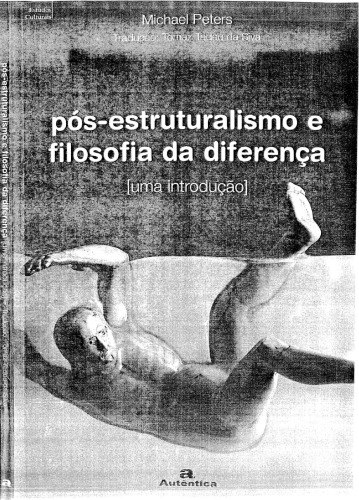 Estudos
Culturais
Michael Peters
Tradução: Tomaz Tadeu da Silva
pós-estruturalismo e
filosofia da diferença
[uma introdução]
pós-estruturalismo e filosofia da diferença
a
a
Autêntica